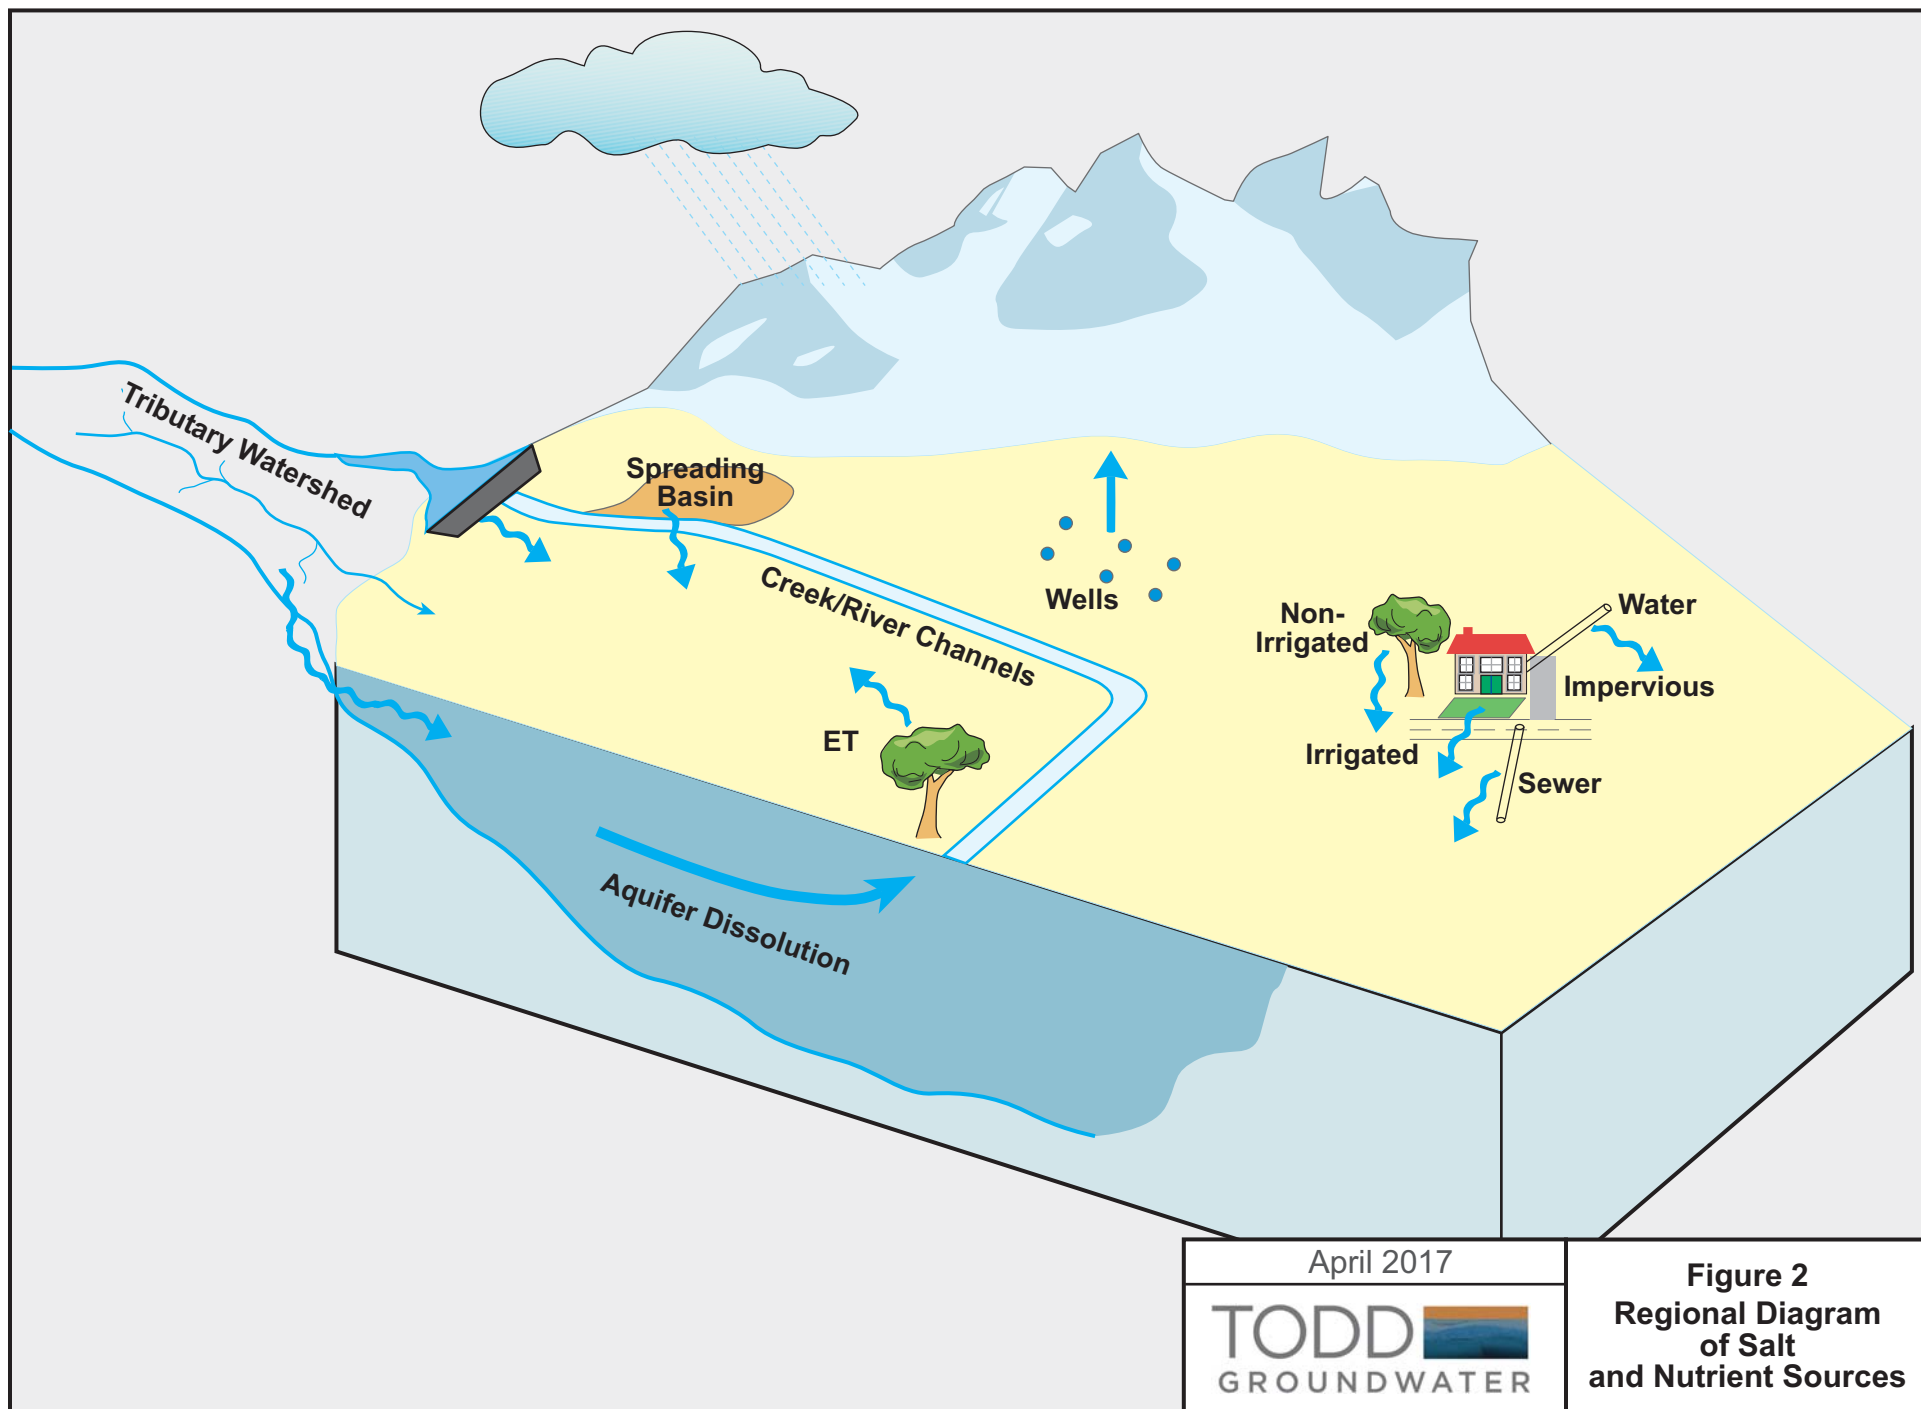 Tributary Watershed
Spreading
Basin
Creek/River Channels
Wells
Non-
Irrigated
Water
Impervious
Irrigated
Sewer
ET
Aquifer Dissolution
April 2017
TODD
GROUNDWATER
Figure 2
Regional Diagram
of Salt
and Nutrient Sources